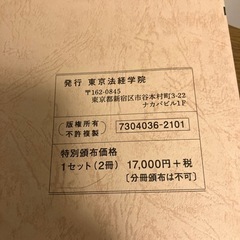 発行 東京法経学院
〒162-0845
東京都新宿区市谷本村町3-22
ナカバビル1F
版権所有
不許複製
7304036-2101
特別頒布価格
1セット(2冊) 17,000円+税
〔分冊頒布は不可〕